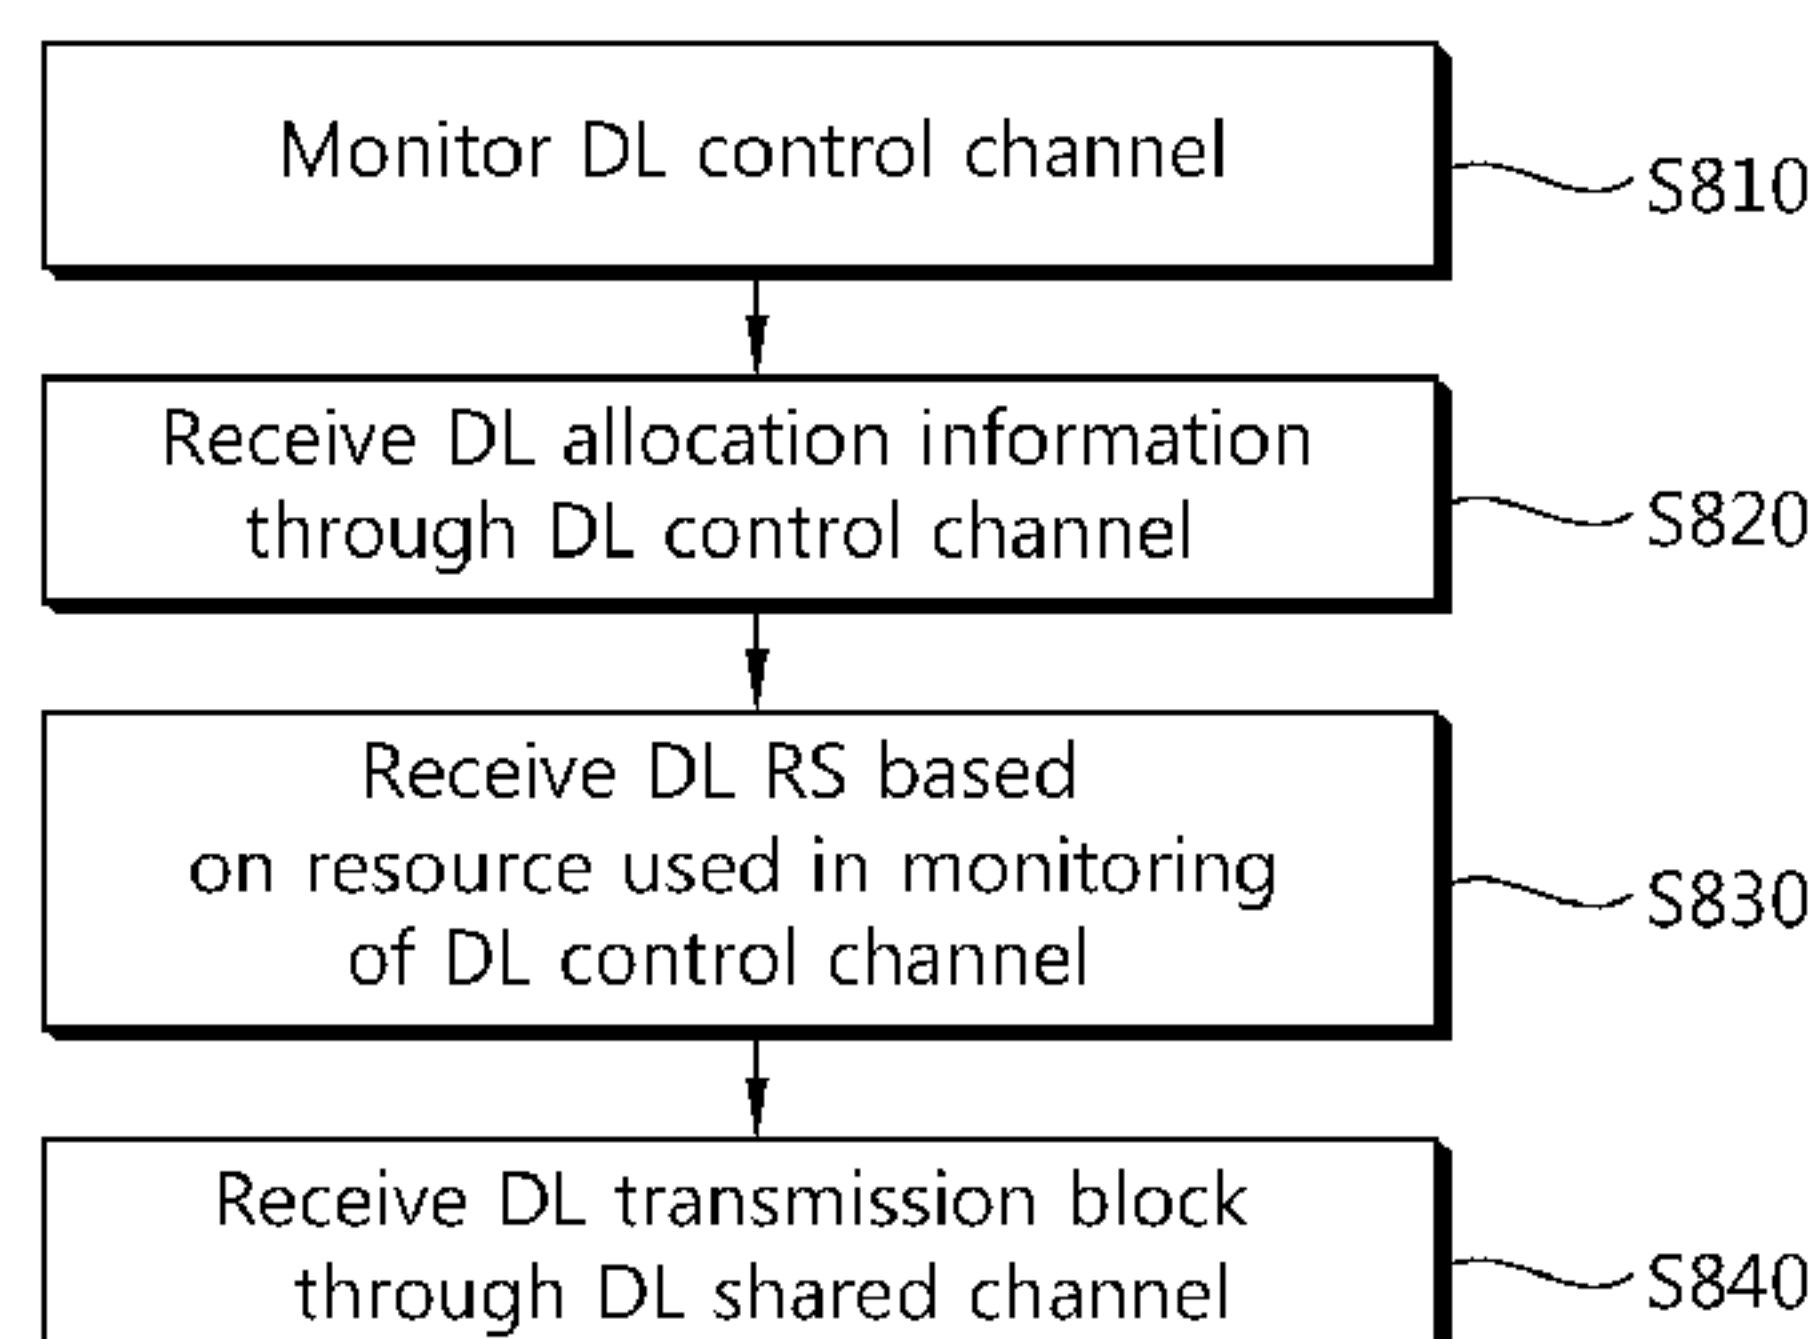 Monitor DL control channel
S810
Receive DL allocation information
through DL control channel
S820
Receive DL RS based
on resource used in monitoring
of DL control channel
S830
Receive DL transmission block
through DL shared channel
S840